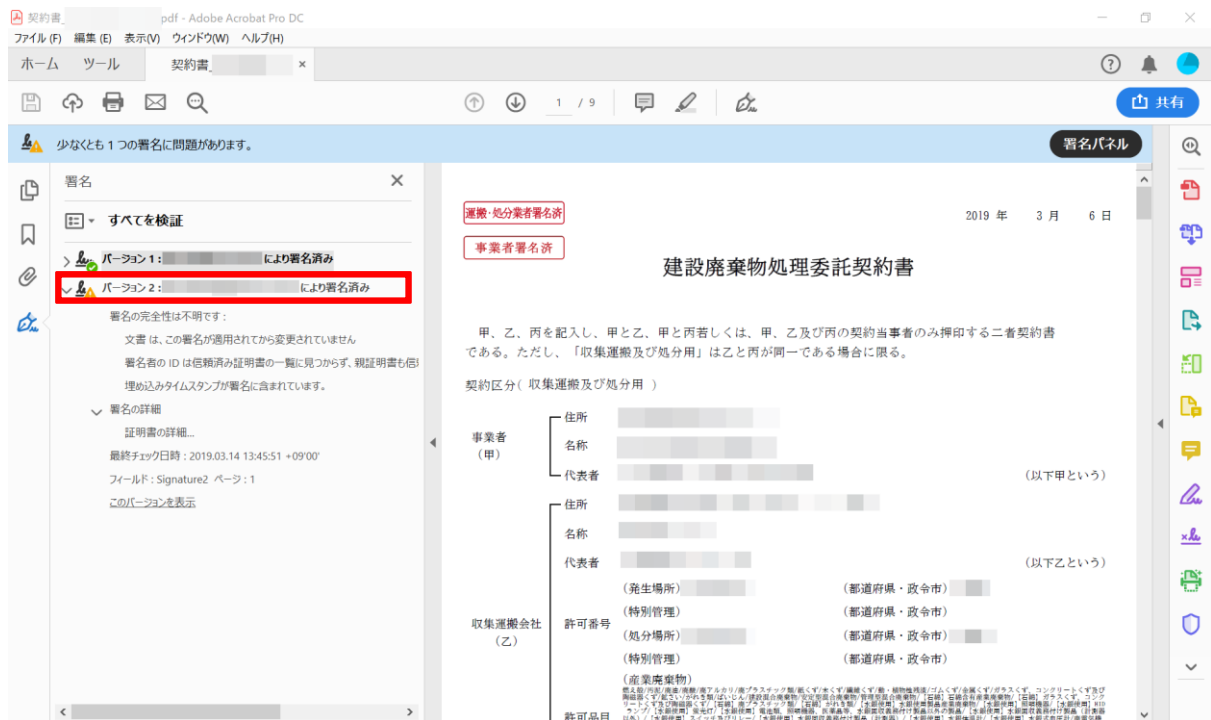 契約書_ pdf - Adobe Acrobat Pro DC
ファイル(F) 編集(E) 表示(V) ウィンドウ(W) ヘルプ(H)
ホーム ツール 契約書_ ×
1 / 9
共有
少なくとも 1 つの署名に問題があります。
署名パネル
署名
すべてを検証
バージョン 1 : により署名済み
バージョン 2 : により署名済み
署名の完全性は不明です :
文書 は、この署名が適用されてから変更されていません
署名者の ID は信頼済み証明書の一覧に見つからず、親証明書も信
埋め込みタイムスタンプが署名に含まれています。
署名の詳細
証明書の詳細...
最終チェック日時 : 2019.03.14 13:45:51 +09'00'
フィールド : Signature2 ページ : 1
このバージョンを表示
運搬・処分業者署名済
2019 年 3 月 6 日
事業者署名済
建設廃棄物処理委託契約書
甲、乙、丙を記入し、甲と乙、甲と丙若しくは、甲、乙及び丙の契約当事者のみ押印する二者契約書
である。ただし、「収集運搬及び処分用」は乙と丙が同一である場合に限る。
契約区分( 収集運搬及び処分用 )
事業者
(甲)
住所
名称
代表者
(以下甲という)
収集運搬会社
(乙)
住所
名称
代表者
(以下乙という)
許可番号
(発生場所) (都道府県・政令市)
(特別管理) (都道府県・政令市)
(処分場所) (都道府県・政令市)
(特別管理) (都道府県・政令市)
(産業廃棄物)
許可品目